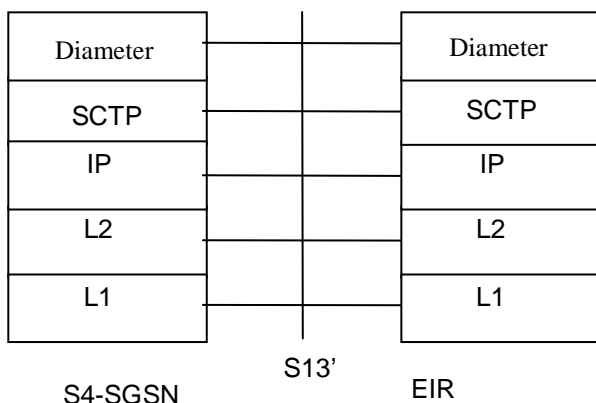 Diameter
SCTP
IP
L2
L1
Diameter
SCTP
IP
L2
L1
S13’
S4-SGSN
EIR